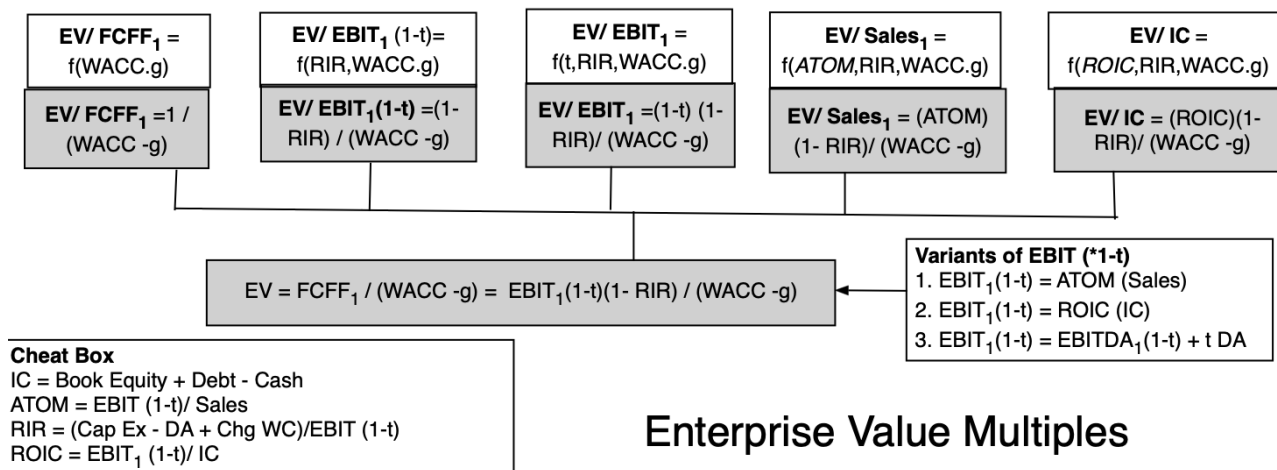 EV/ FCFF₁ =
f(WACC.g)
EV/ FCFF₁ =1 /
(WACC -g)
EV/ EBIT₁ (1-t)=
f(RIR,WACC.g)
EV/ EBIT₁(1-t) =(1-
RIR) / (WACC -g)
EV/ EBIT₁ =
f(t,RIR,WACC.g)
EV/ EBIT₁ =(1-t) (1-
RIR)/ (WACC -g)
EV/ Sales₁ =
f(ATOM,RIR,WACC.g)
EV/ Sales₁ = (ATOM)
(1- RIR)/ (WACC -g)
EV/ IC =
f(ROIC,RIR,WACC.g)
EV/ IC = (ROIC)(1-
RIR)/ (WACC -g)
EV = FCFF₁ / (WACC -g) = EBIT₁(1-t)(1- RIR) / (WACC -g)
Variants of EBIT (*1-t)
1. EBIT₁(1-t) = ATOM (Sales)
2. EBIT₁(1-t) = ROIC (IC)
3. EBIT₁(1-t) = EBITDA₁(1-t) + t DA
Cheat Box
IC = Book Equity + Debt - Cash
ATOM = EBIT (1-t)/ Sales
RIR = (Cap Ex - DA + Chg WC)/EBIT (1-t)
ROIC = EBIT₁ (1-t)/ IC
Enterprise Value Multiples